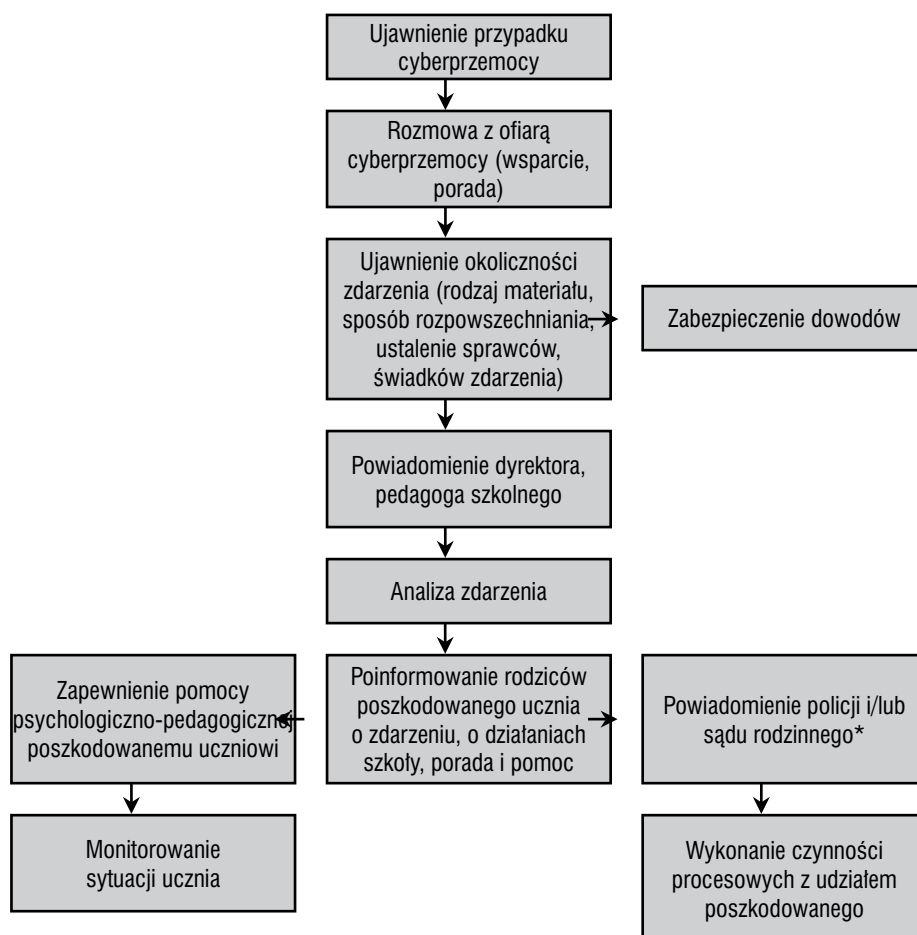 Ujawnienie przypadku
cyberprzemocy
Rozmowa z ofiarą
cyberprzemocy (wsparcie,
porada)
Ujawnienie okoliczności
zdarzenia (rodzaj materiału,
sposób rozpowszechniania,
ustalenie sprawców,
świadków zdarzenia)
Zabezpieczenie dowodów
Powiadomienie dyrektora,
pedagoga szkolnego
Analiza zdarzenia
Zapewnienie pomocy
psychologiczno-pedagogicznej
poszkodowanemu uczniowi
Poinformowanie rodziców
poszkodowanego ucznia
o zdarzeniu, o działaniach
szkoły, porada i pomoc
Powiadomienie policji i/lub
sądu rodzinnego*
Monitorowanie
sytuacji ucznia
Wykonanie czynności
procesowych z udziałem
poszkodowanego